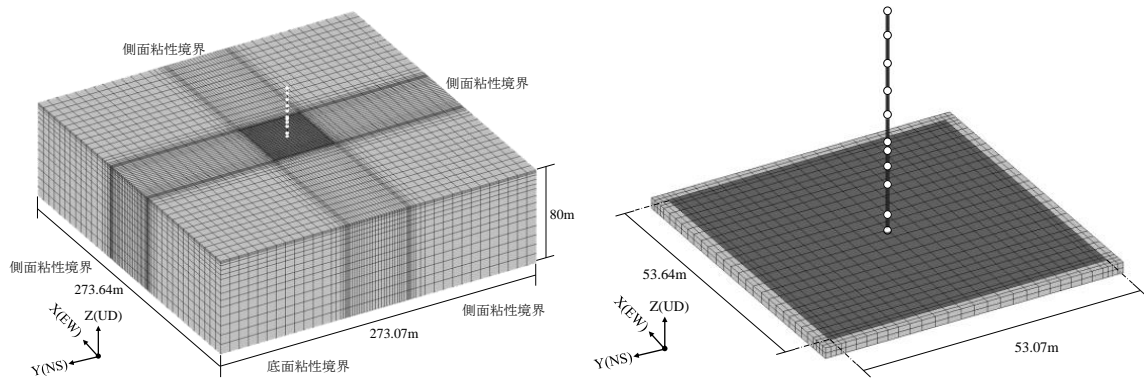 側面粘性境界
側面粘性境界
80m
側面粘性境界
273.64m
側面粘性境界
273.07m
底面粘性境界
X(EW)
Z(UD)
Y(NS)
53.64m
53.07m
X(EW)
Z(UD)
Y(NS)